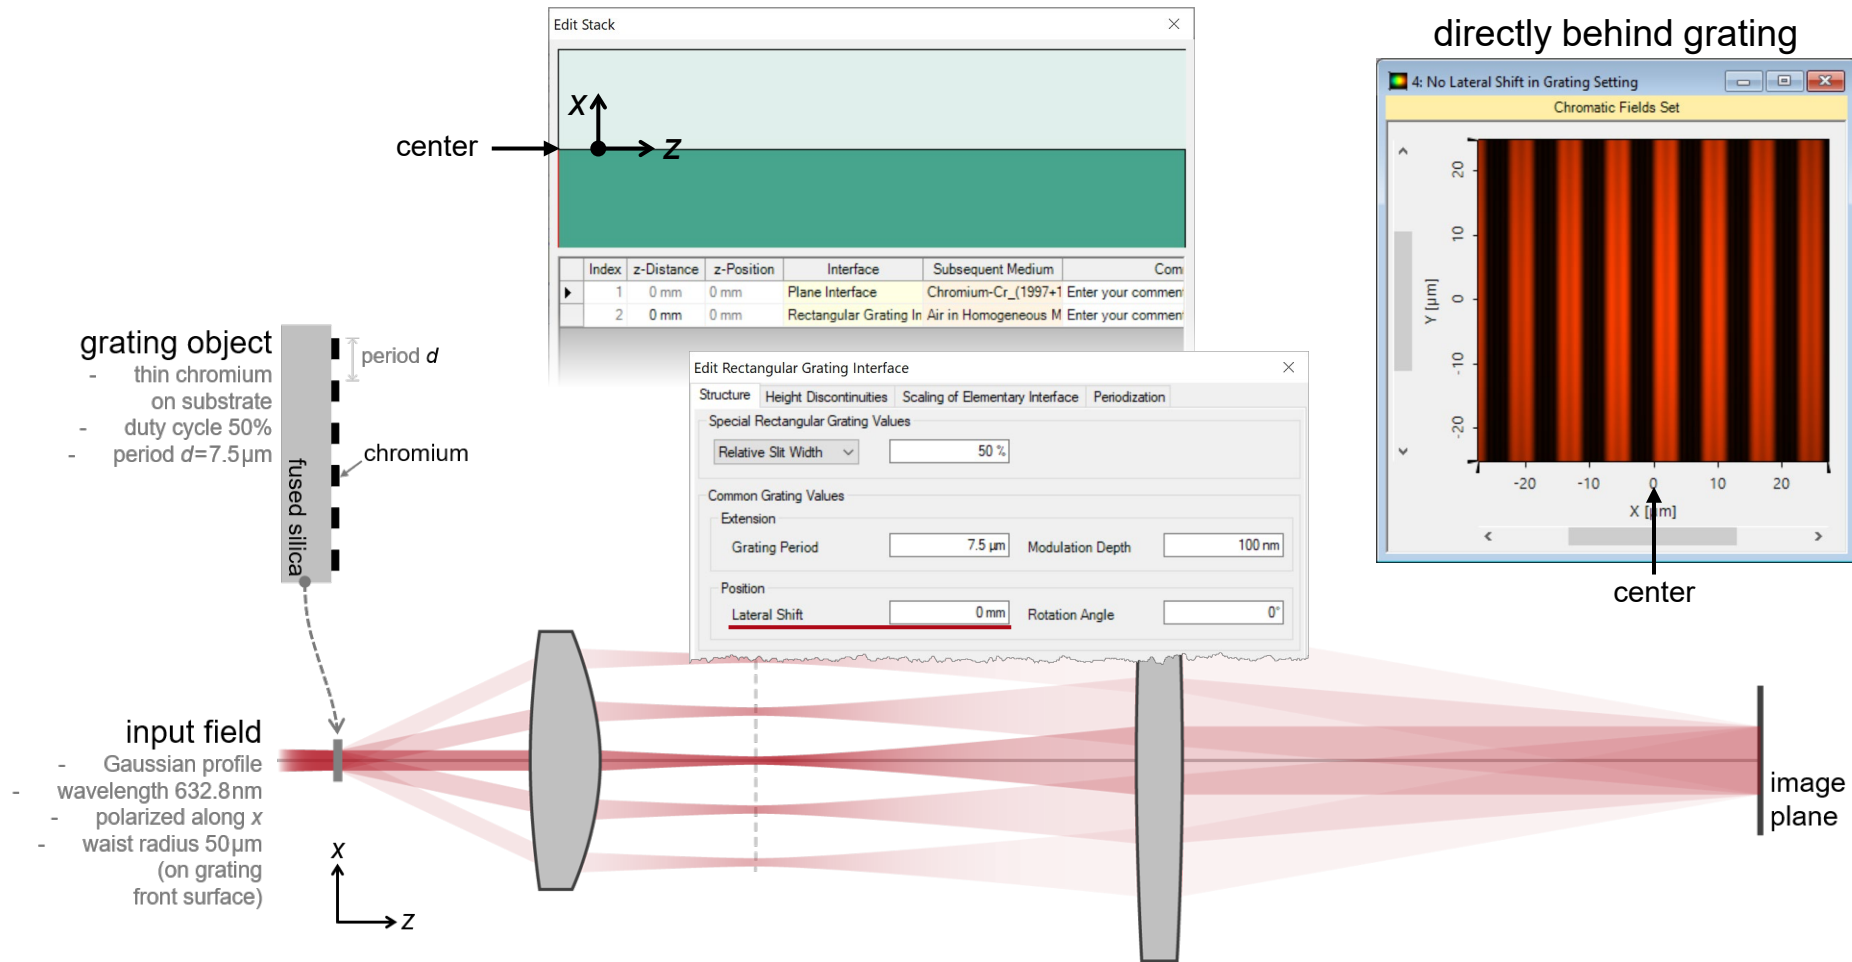 Edit Stack
x
z
center
Index z-Distance z-Position Interface Subsequent Medium Com
1 0 mm 0 mm Plane Interface Chromium-Cr_(1997+1 Enter your commen
2 0 mm 0 mm Rectangular Grating In Air in Homogeneous M Enter your comment
directly behind grating
4: No Lateral Shift in Grating Setting
Chromatic Fields Set
20
10
0
-10
-20
Y [µm]
-20 -10 0 10 20
X [µm]
center
grating object
- thin chromium
on substrate
- duty cycle 50%
- period d=7.5µm
period d
chromium
fused silica
Edit Rectangular Grating Interface
Structure Height Discontinuities Scaling of Elementary Interface Periodization
Special Rectangular Grating Values
Relative Slit Width 50 %
Common Grating Values
Extension
Grating Period 7.5 µm Modulation Depth 100 nm
Position
Lateral Shift 0 mm Rotation Angle 0°
input field
- Gaussian profile
- wavelength 632.8nm
- polarized along x
- waist radius 50µm
(on grating
front surface)
x
z
image
plane